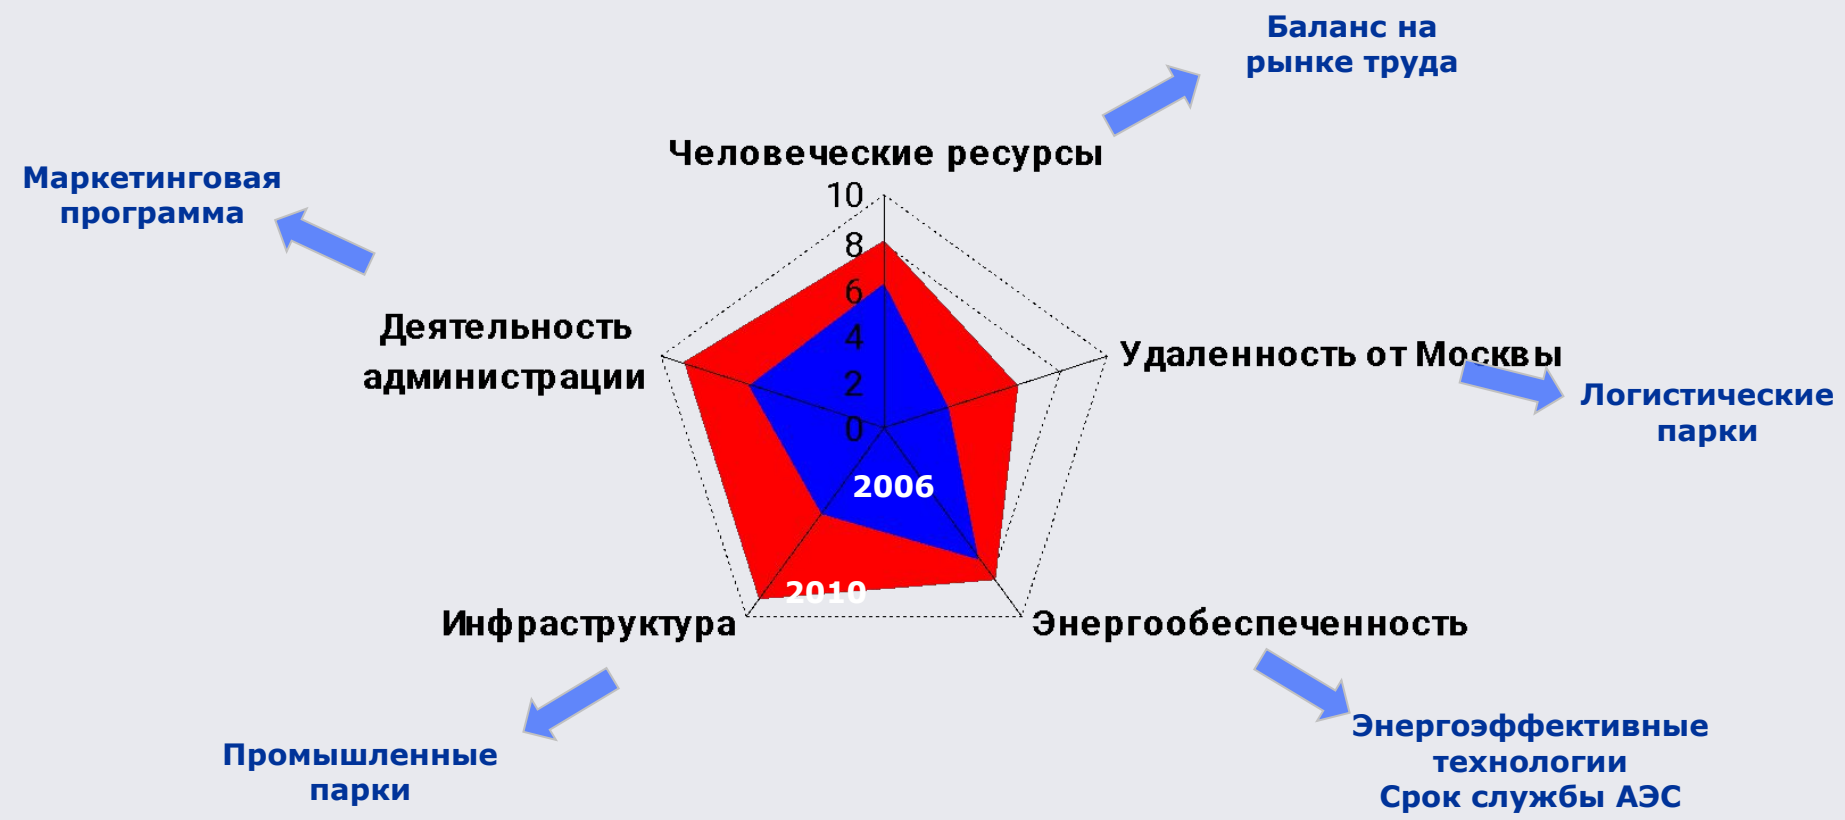 Баланс на
рынке труда
Человеческие ресурсы
Маркетинговая
программа
10
8
6
4
2
0
Деятельность
администрации
Удаленность от Москвы
Логистические
парки
2006
2010
Инфраструктура
Энергообеспеченность
Промышленные
парки
Энергоэффективные
технологии
Срок службы АЭС